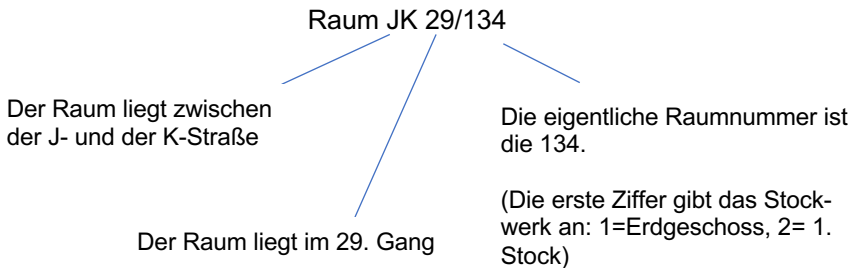 Raum JK 29/134
Der Raum liegt zwischen
der J- und der K-Straße
Der Raum liegt im 29. Gang
Die eigentliche Raumnummer ist
die 134.
(Die erste Ziffer gibt das Stock-
werk an: 1=Erdgeschoss, 2= 1.
Stock)